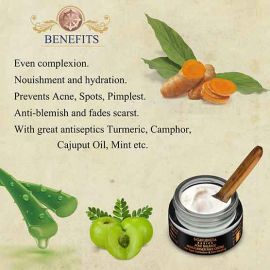 BENEFITS
Even complexion.
Nouishment and hydration.
Prevents Acne, Spots, Pimplest.
Anti-blemish and fades scarst.
With great antiseptics Turmeric, Camphor,
Cajuput Oil, Mint etc.